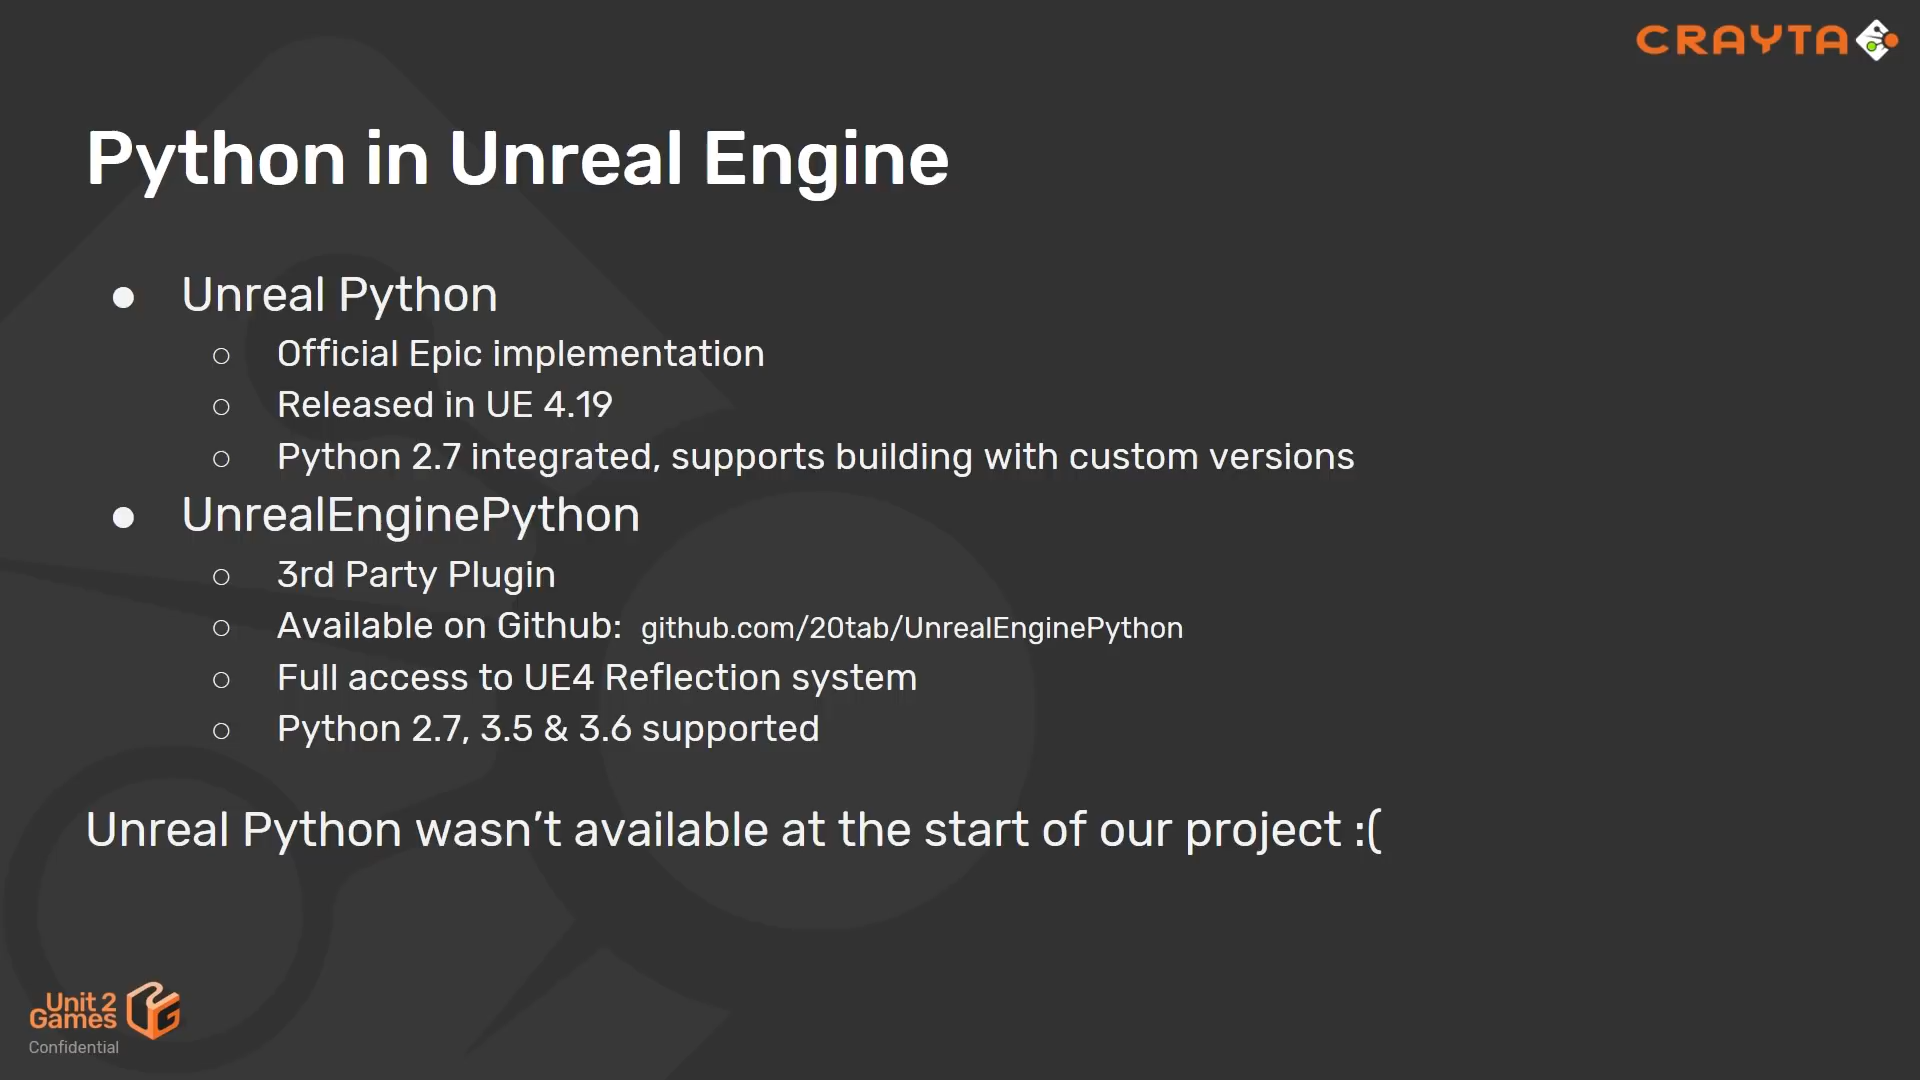 CRAYTA
Python in Unreal Engine
● Unreal Python
○ Official Epic implementation
○ Released in UE 4.19
○ Python 2.7 integrated, supports building with custom versions
● UnrealEnginePython
○ 3rd Party Plugin
○ Available on Github: github.com/20tab/UnrealEnginePython
○ Full access to UE4 Reflection system
○ Python 2.7, 3.5 & 3.6 supported
Unreal Python wasn’t available at the start of our project :(
Unit 2
Games
Confidential